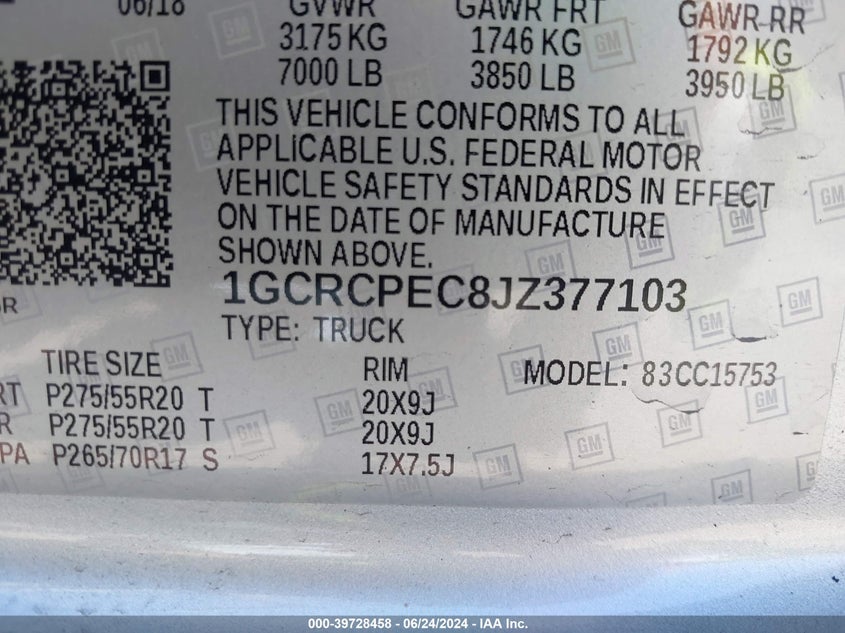 06/18 GVWR GAWR FRT GAWR RR
3175 KG 1746 KG 1792 KG
7000 LB 3850 LB 3950 LB
THIS VEHICLE CONFORMS TO ALL
APPLICABLE U.S. FEDERAL MOTOR
VEHICLE SAFETY STANDARDS IN EFFECT
ON THE DATE OF MANUFACTURE
SHOWN ABOVE.
1GCRCPEC8JZ377103
TYPE: TRUCK
TIRE SIZE RIM MODEL: 83CC15753
RT P275/55R20 T 20X9J
R P275/55R20 T 20X9J
PA P265/70R17 S 17X7.5J
GM
000-39728458 - 06/24/2024 - IAA Inc.